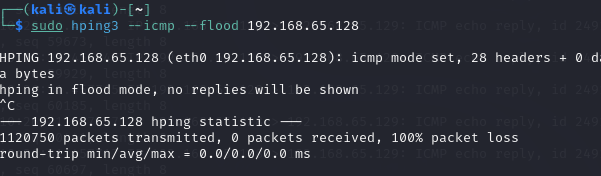 ┌──(kali㉿kali)-[~]
└─$ sudo hping3 --icmp --flood 192.168.65.128
HPING 192.168.65.128 (eth0 192.168.65.128): icmp mode set, 28 headers + 0 dat
a bytes
hping in flood mode, no replies will be shown
^C
--- 192.168.65.128 hping statistic ---
1120750 packets transmitted, 0 packets received, 100% packet loss
round-trip min/avg/max = 0.0/0.0/0.0 ms